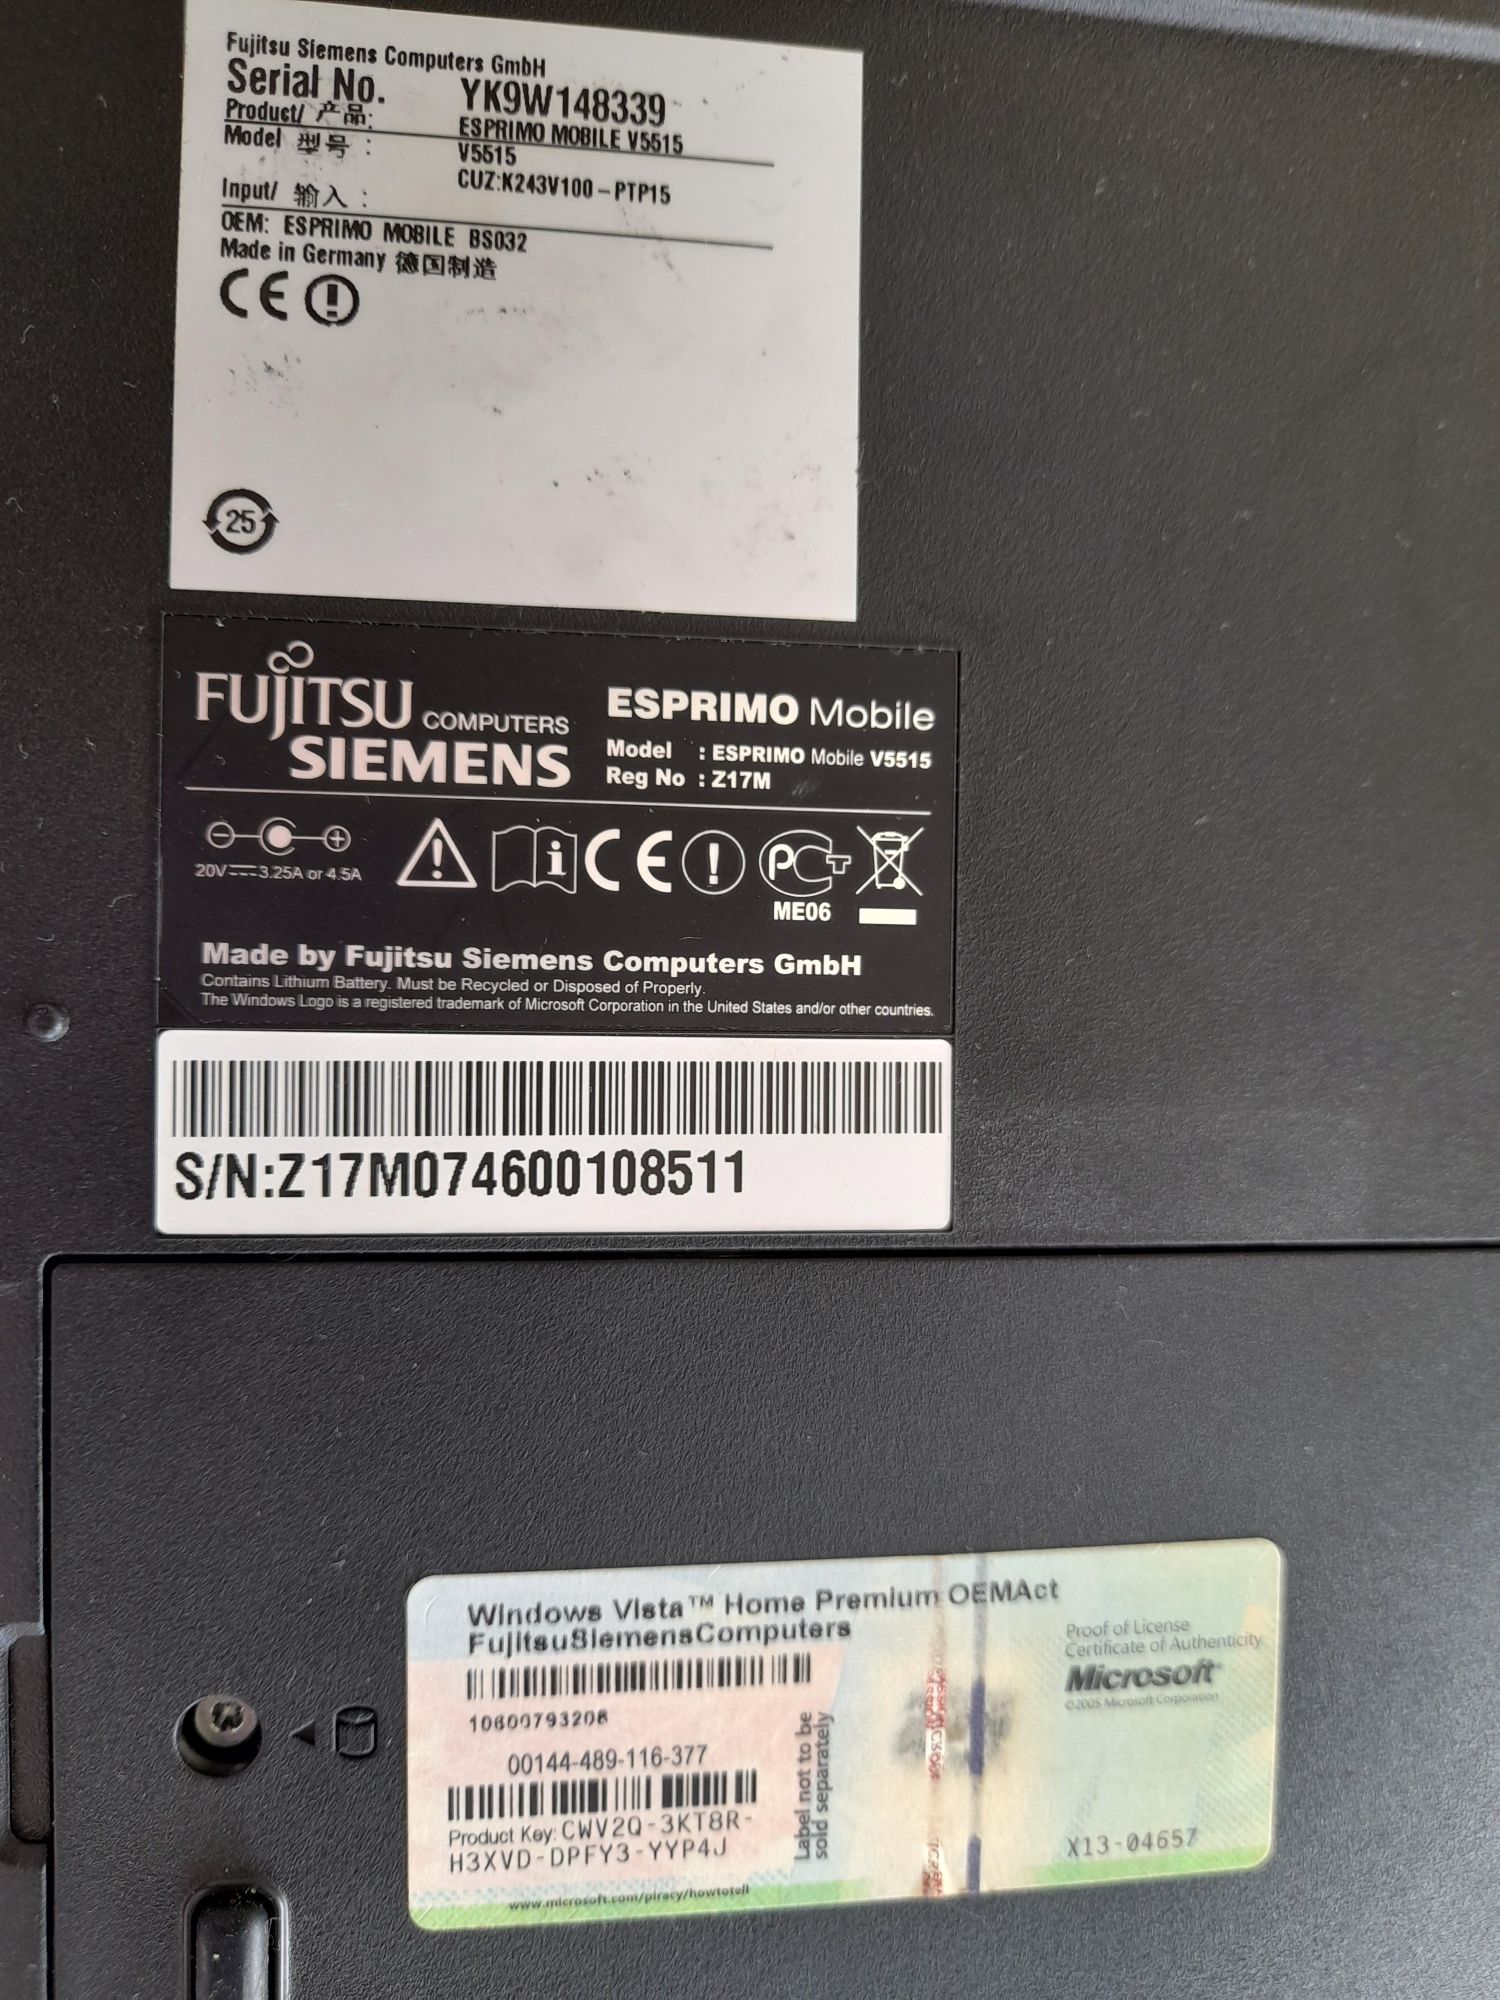 Fujitsu Siemens Computers GmbH
Serial No. YK9W148339
Product/ 产品: ESPRIMO MOBILE V5515
Model 型号 : V5515
CUZ:K243V100-PTP15
Input/ 输入 :
OEM: ESPRIMO MOBILE BS032
Made in Germany 德国制造
CE
25
FUJITSU COMPUTERS
SIEMENS
ESPRIMO Mobile
Model : ESPRIMO Mobile V5515
Reg No : Z17M
20V 3.25A or 4.5A
CE
ME06
Made by Fujitsu Siemens Computers GmbH
Contains Lithium Battery. Must be Recycled or Disposed of Properly.
The Windows Logo is a registered trademark of Microsoft Corporation in the United States and/or other countries.
S/N:Z17M074600108511
Windows Vista™ Home Premium OEMAct
FujitsuSiemensComputers
00144-489-116-377
Product Key: CWV2Q-3KT8R-
H3XVD-DPFY3-YYP4J
www.microsoft.com/piracy/howtotell
Label not to be
sold separately
Proof of License
Certificate of Authenticity
Microsoft
©2005 Microsoft Corporation
X13-04657